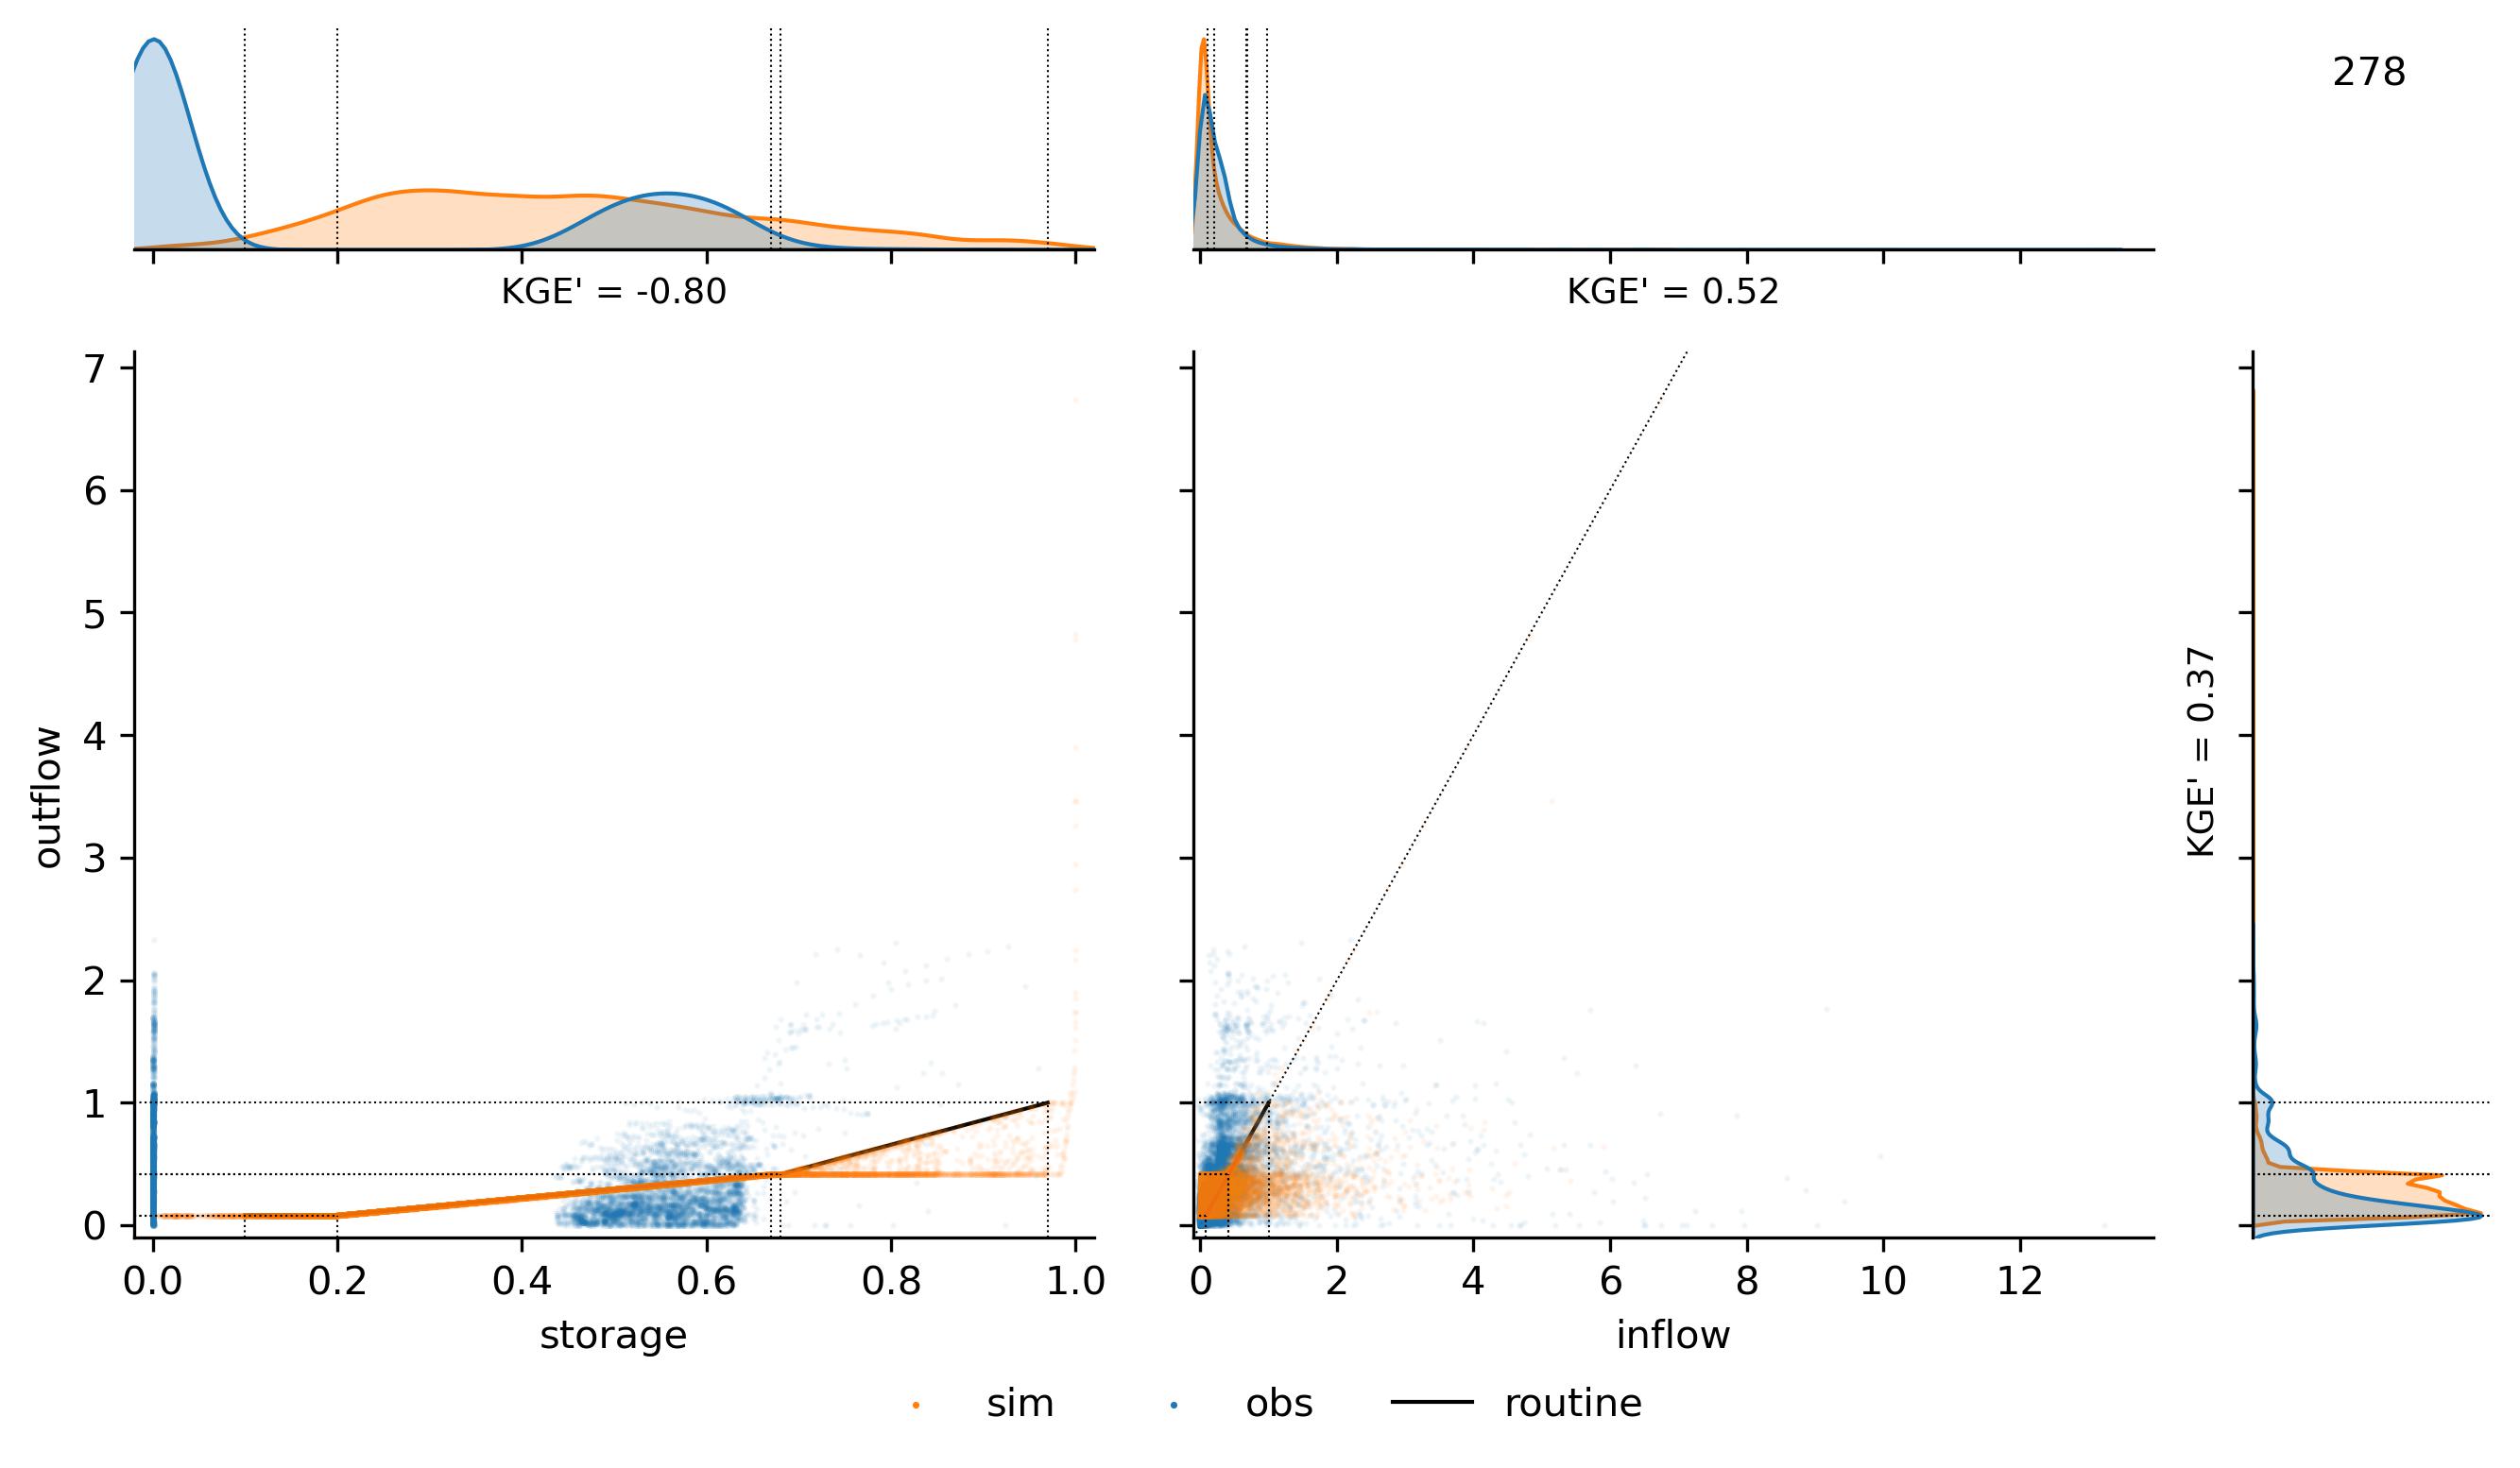 278
KGE' = -0.80
KGE' = 0.52
7
6
5
4
3
2
1
0
outflow
KGE' = 0.37
0.0 0.2 0.4 0.6 0.8 1.0
0 2 4 6 8 10 12
storage
inflow
sim obs routine